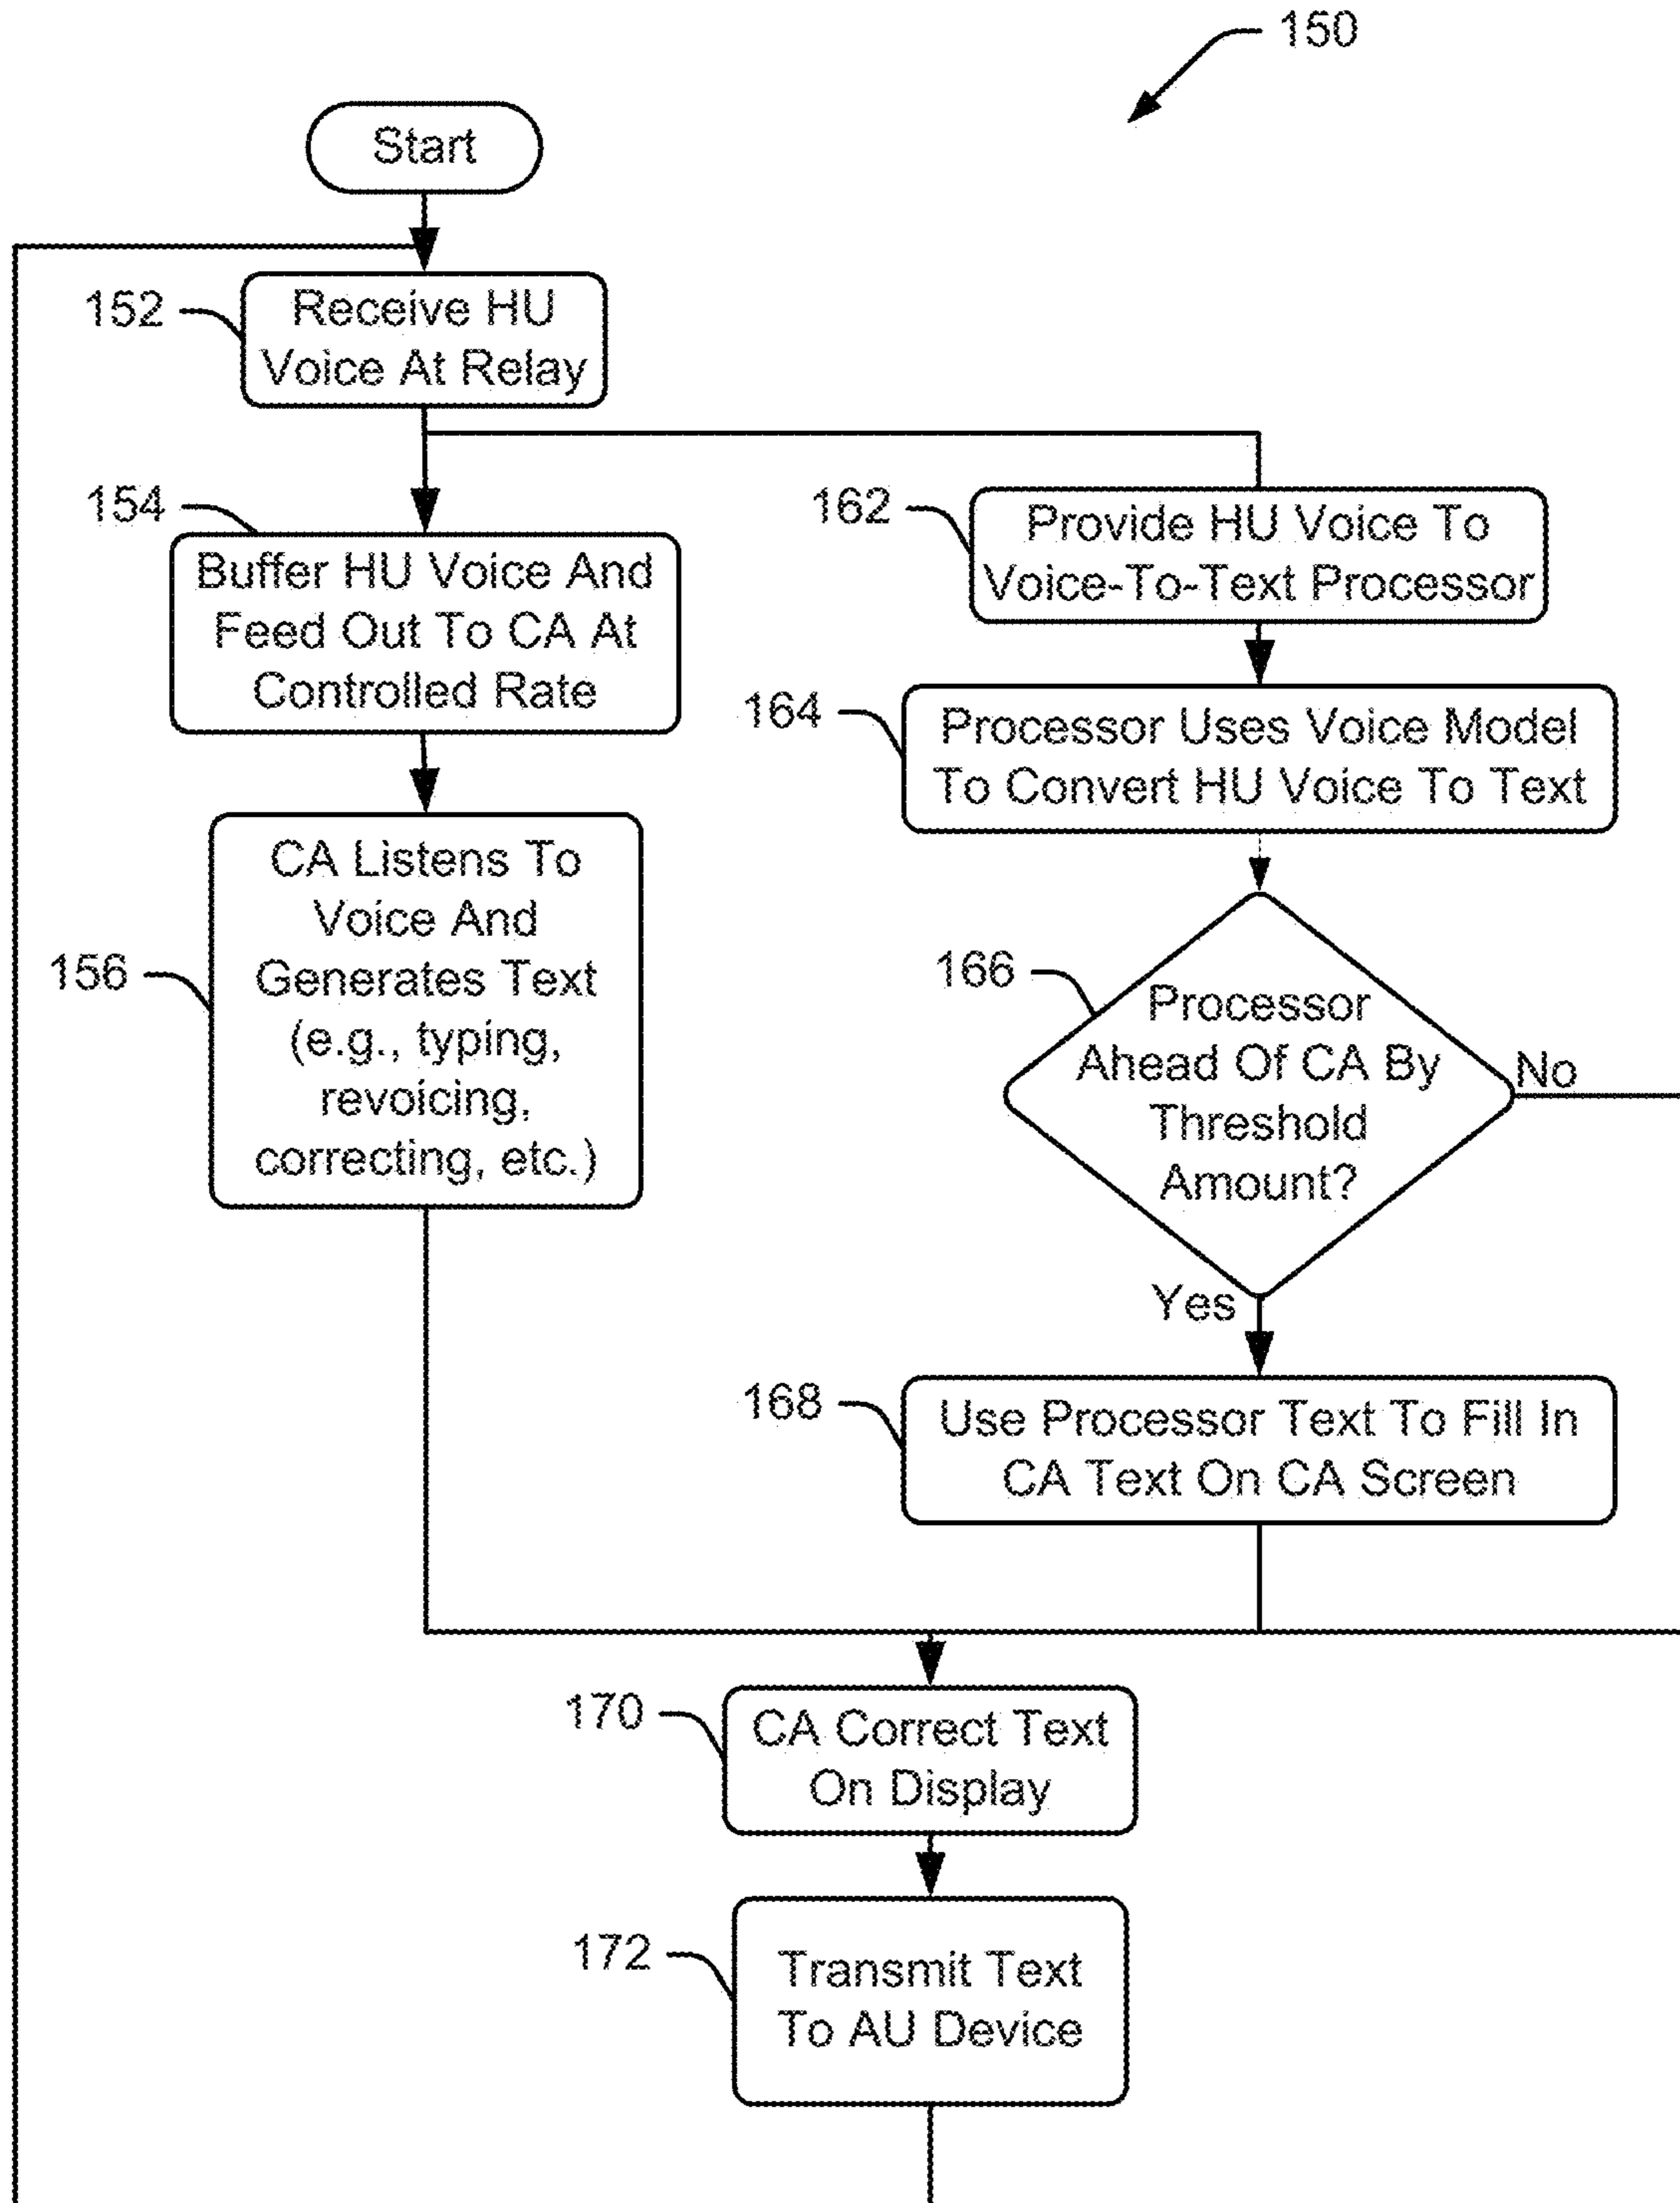 150
Start
152
Receive HU
Voice At Relay
154
Buffer HU Voice And
Feed Out To CA At
Controlled Rate
162
Provide HU Voice To
Voice-To-Text Processor
164
Processor Uses Voice Model
To Convert HU Voice To Text
156
CA Listens To
Voice And
Generates Text
(e.g., typing,
revoicing,
correcting, etc.)
166
Processor
Ahead Of CA By
Threshold
Amount?
No
Yes
168
Use Processor Text To Fill In
CA Text On CA Screen
170
CA Correct Text
On Display
172
Transmit Text
To AU Device